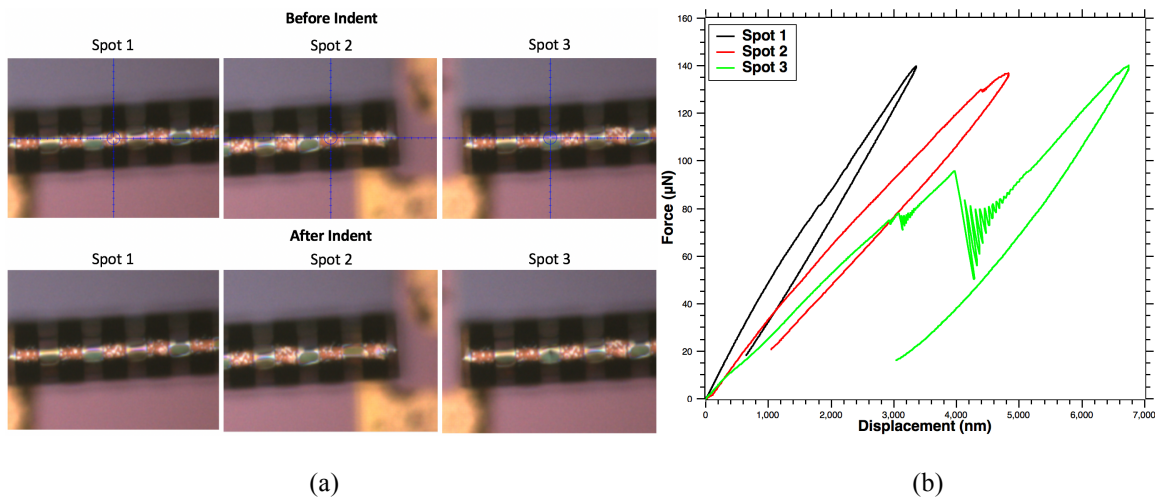 Before Indent
Spot 1 Spot 2 Spot 3
After Indent
Spot 1 Spot 2 Spot 3
(a)
160
140
120
100
80
60
40
20
0
Force (µN)
Spot 1
Spot 2
Spot 3
0 1,000 2,000 3,000 4,000 5,000 6,000 7,000
Displacement (nm)
(b)